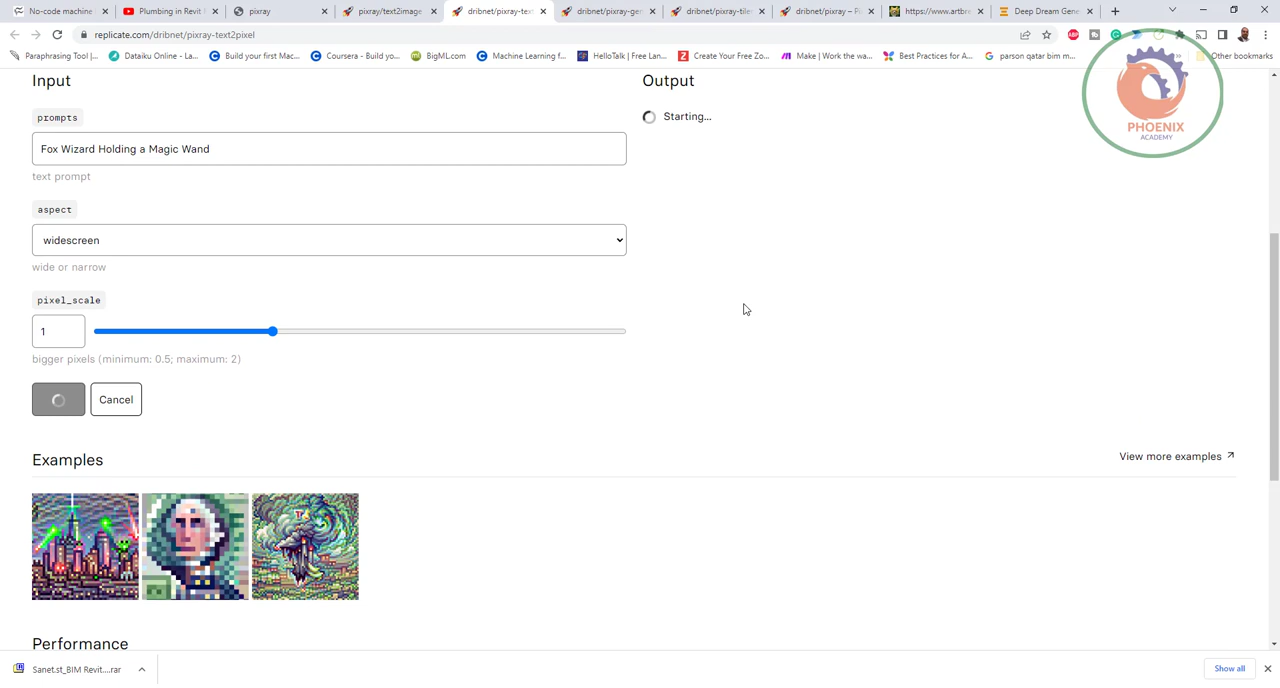 No-code machine
Plumbing in Revit
pixray
pixray/text2image
dribnet/pixray-tex
dribnet/pixray-ger
dribnet/pixray-tiler
dribnet/pixray – Pi
https://www.artbre
Deep Dream Gene
replicate.com/dribnet/pixray-text2pixel
Paraphrasing Tool |...
Dataiku Online - Lo...
Build your first Mac...
Coursera - Build yo...
BigML.com
Machine Learning f...
HelloTalk | Free Lan...
Create Your Free Zo...
Make | Work the wa...
Best Practices for A...
parson qatar bim m...
Other bookmarks
PHOENIX
ACADEMY
Input
prompts
Fox Wizard Holding a Magic Wand
text prompt
aspect
widescreen
wide or narrow
pixel_scale
1
bigger pixels (minimum: 0.5; maximum: 2)
Cancel
Output
Starting...
Examples
View more examples
Performance
Sanet.st_BIM Revit....rar
Show all